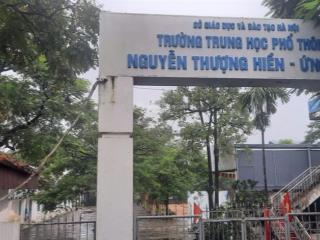 SỞ GIÁO DỤC VÀ ĐÀO TẠO HÀ NỘI
TRƯỜNG TRUNG HỌC PHỔ THÔN
NGUYỄN THƯỢNG HIỀN - ỨN